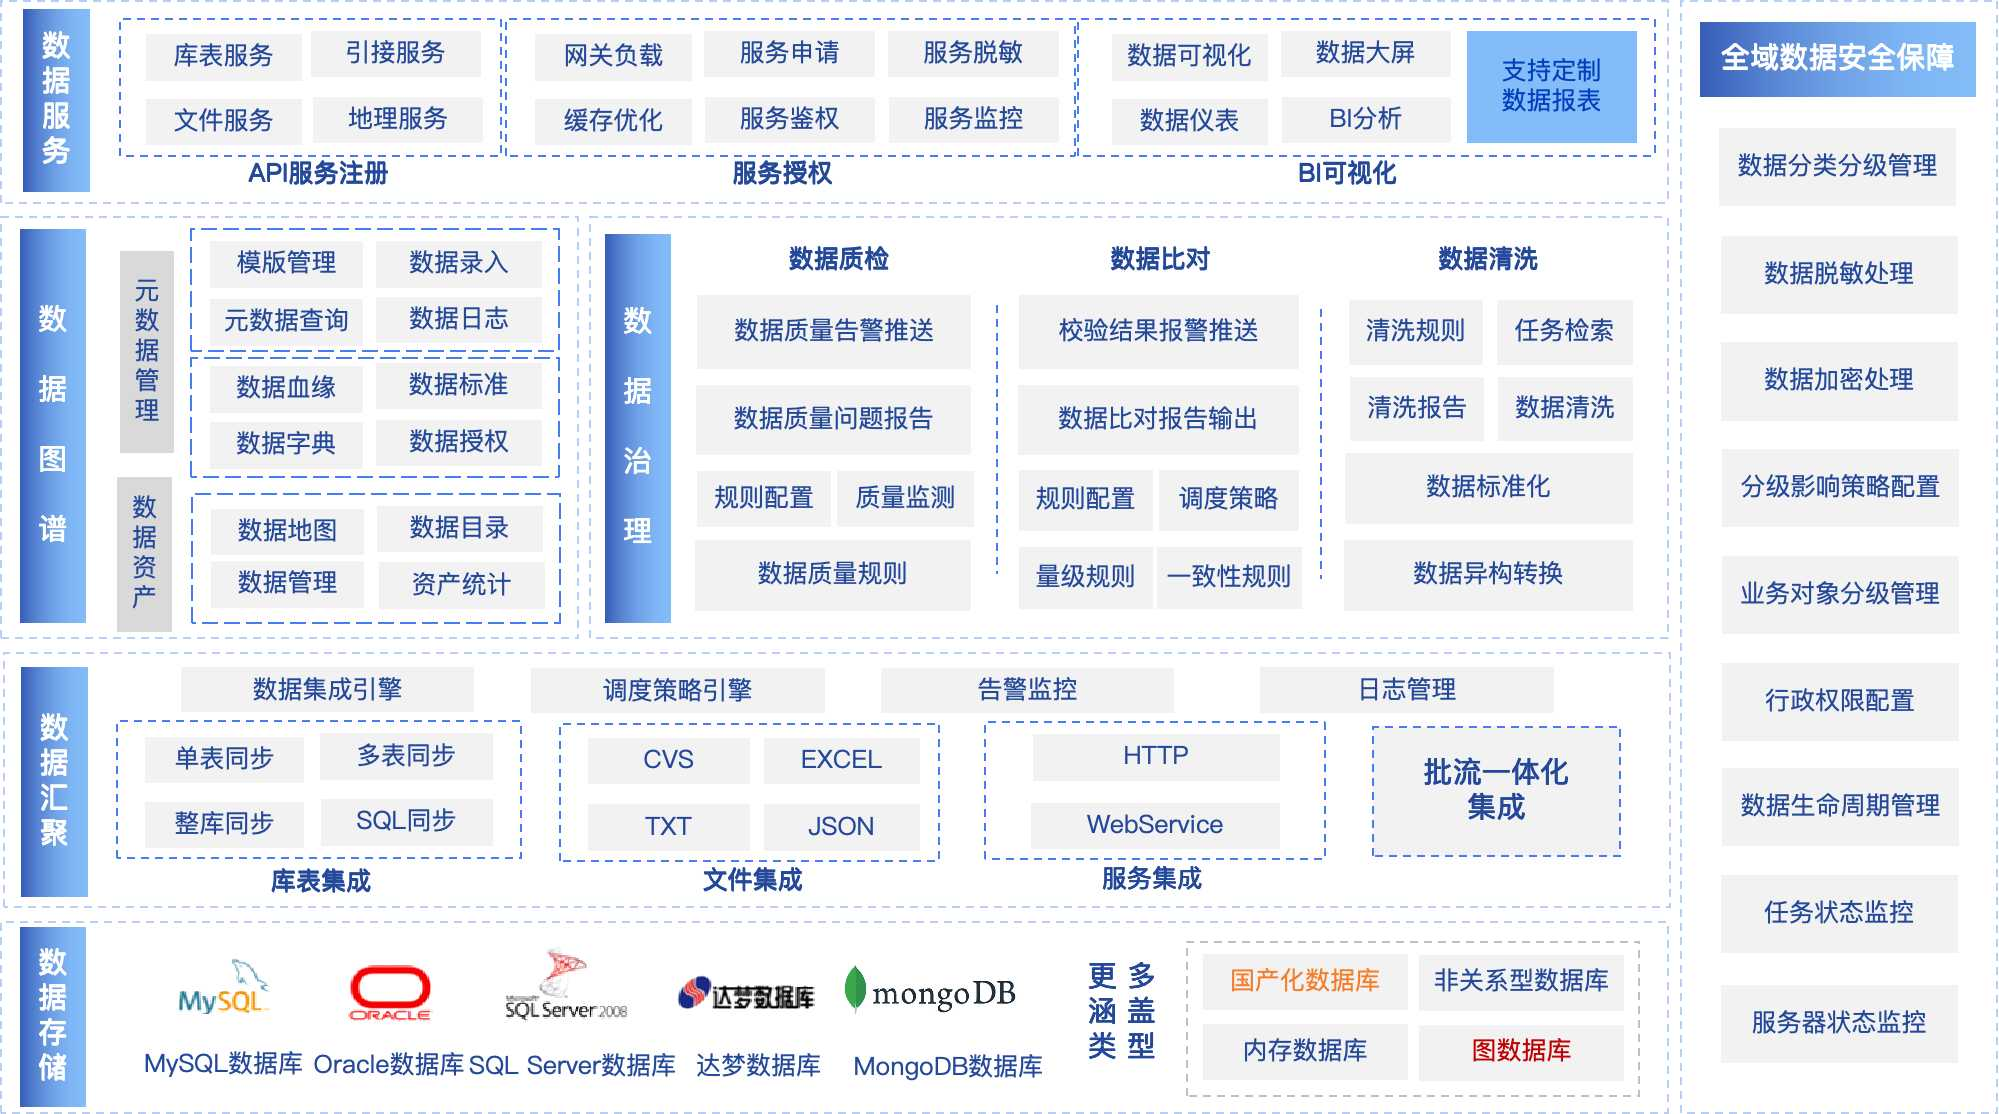 数据服务
库表服务
引接服务
文件服务
地理服务
API服务注册
网关负载
服务申请
服务脱敏
缓存优化
服务鉴权
服务监控
服务授权
数据可视化
数据大屏
数据仪表
BI分析
支持定制
数据报表
BI可视化
数据图谱
元数据管理
模版管理
数据录入
元数据查询
数据日志
数据血缘
数据标准
数据字典
数据授权
数据资产
数据地图
数据目录
数据管理
资产统计
数据治理
数据质检
数据质量告警推送
数据质量问题报告
规则配置
质量监测
数据质量规则
数据比对
校验结果报警推送
数据比对报告输出
规则配置
调度策略
量级规则
一致性规则
数据清洗
清洗规则
任务检索
清洗报告
数据清洗
数据标准化
数据异构转换
数据汇聚
数据集成引擎
调度策略引擎
告警监控
日志管理
单表同步
多表同步
整库同步
SQL同步
库表集成
CVS
EXCEL
TXT
JSON
文件集成
HTTP
WebService
服务集成
批流一体化
集成
数据存储
MySQL
ORACLE
Microsoft
SQL Server 2008
达梦数据库
mongoDB
MySQL数据库
Oracle数据库
SQL Server数据库
达梦数据库
MongoDB数据库
更多
涵盖
类型
国产化数据库
非关系型数据库
内存数据库
图数据库
全域数据安全保障
数据分类分级管理
数据脱敏处理
数据加密处理
分级影响策略配置
业务对象分级管理
行政权限配置
数据生命周期管理
任务状态监控
服务器状态监控